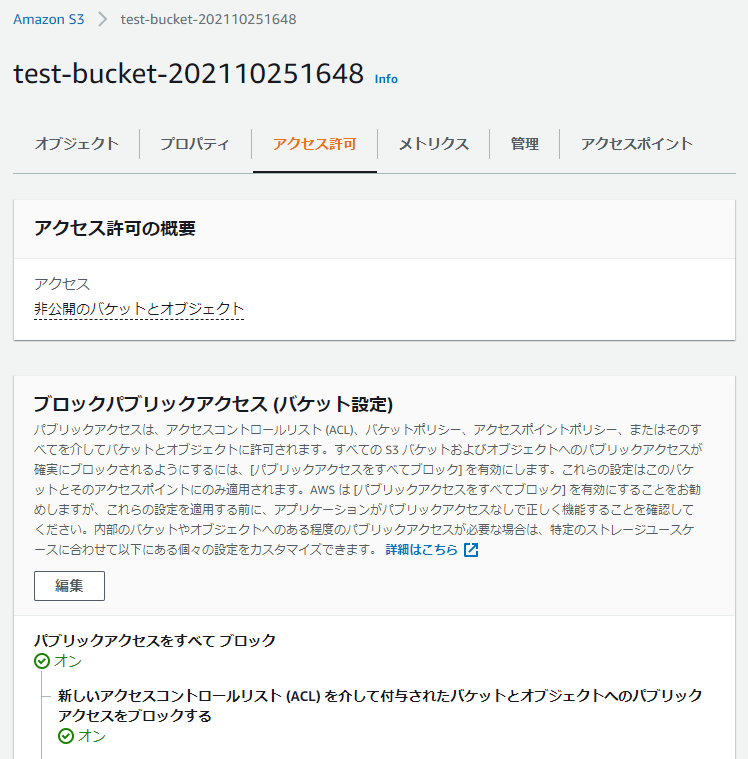 Amazon S3 > test-bucket-202110251648
test-bucket-202110251648 Info
オブジェクト プロパティ アクセス許可 メトリクス 管理 アクセスポイント
アクセス許可の概要
アクセス
非公開のバケットとオブジェクト
ブロックパブリックアクセス (バケット設定)
パブリックアクセスは、アクセスコントロールリスト (ACL)、バケットポリシー、アクセスポイントポリシー、またはそのす
べてを介してバケットとオブジェクトに許可されます。すべての S3 バケットおよびオブジェクトへのパブリックアクセスが
確実にブロックされるようにするには、[パブリックアクセスをすべてブロック] を有効にします。これらの設定はこのバケ
ットとそのアクセスポイントにのみ適用されます。AWS は [パブリックアクセスをすべてブロック] を有効にすることをお勧
めしますが、これらの設定を適用する前に、アプリケーションがパブリックアクセスなしで正しく機能することを確認して
ください。内部のバケットやオブジェクトへのある程度のパブリックアクセスが必要な場合は、特定のストレージユースケ
ースに合わせて以下にある個々の設定をカスタマイズできます。 詳細はこちら
編集
パブリックアクセスをすべて ブロック
オン
新しいアクセスコントロールリスト (ACL) を介して付与されたバケットとオブジェクトへのパブリック
アクセスをブロックする
オン